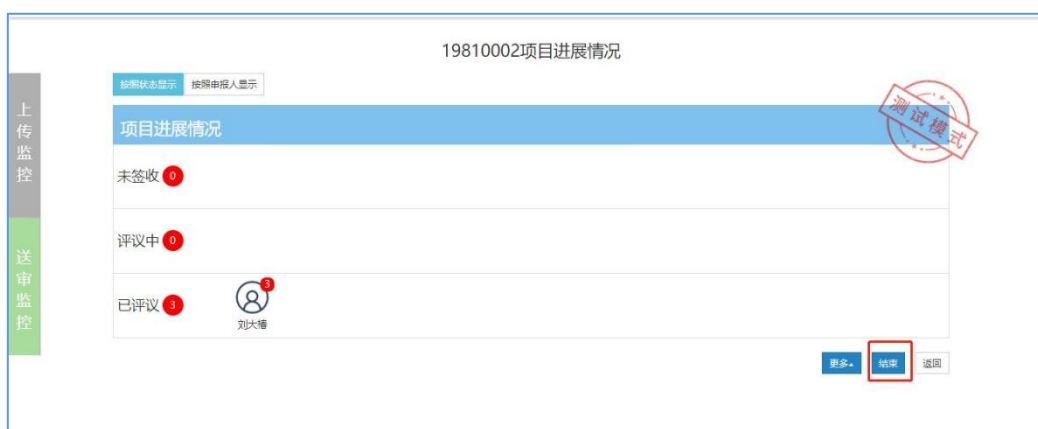 19810002项目进展情况
按照状态显示 按照申报人显示
上传监控
项目进展情况
测试模式
未签收 0
送审监控
评议中 0
已评议 3
3
刘大椿
更多 结束 返回